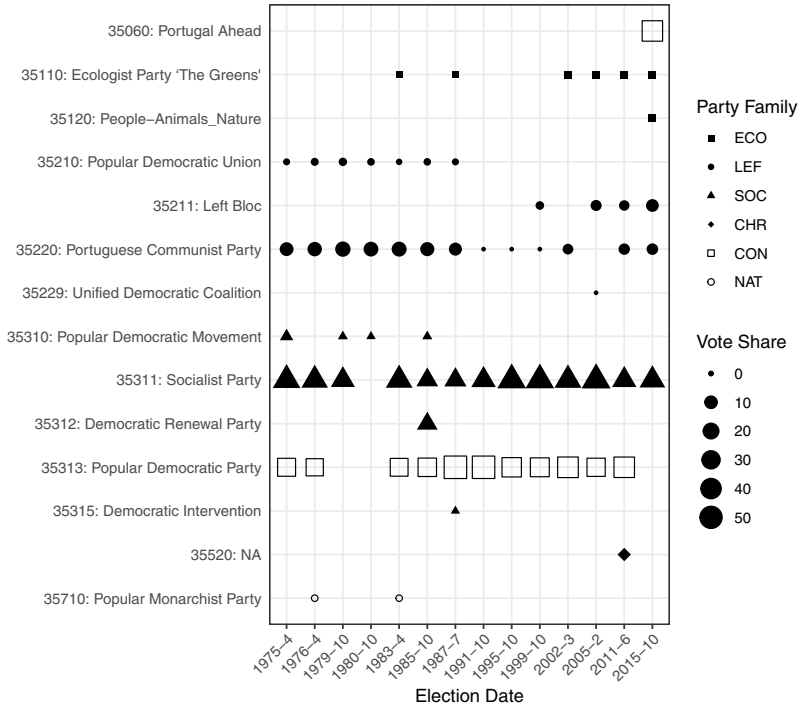 35060: Portugal Ahead
35110: Ecologist Party 'The Greens'
35120: People−Animals_Nature
35210: Popular Democratic Union
35211: Left Bloc
35220: Portuguese Communist Party
35229: Unified Democratic Coalition
35310: Popular Democratic Movement
35311: Socialist Party
35312: Democratic Renewal Party
35313: Popular Democratic Party
35315: Democratic Intervention
35520: NA
35710: Popular Monarchist Party
1975−4
1976−4
1979−10
1980−10
1983−4
1985−10
1987−7
1991−10
1995−10
1999−10
2002−3
2005−2
2011−6
2015−10
Election Date
Party Family
ECO
LEF
SOC
CHR
CON
NAT
Vote Share
0
10
20
30
40
50